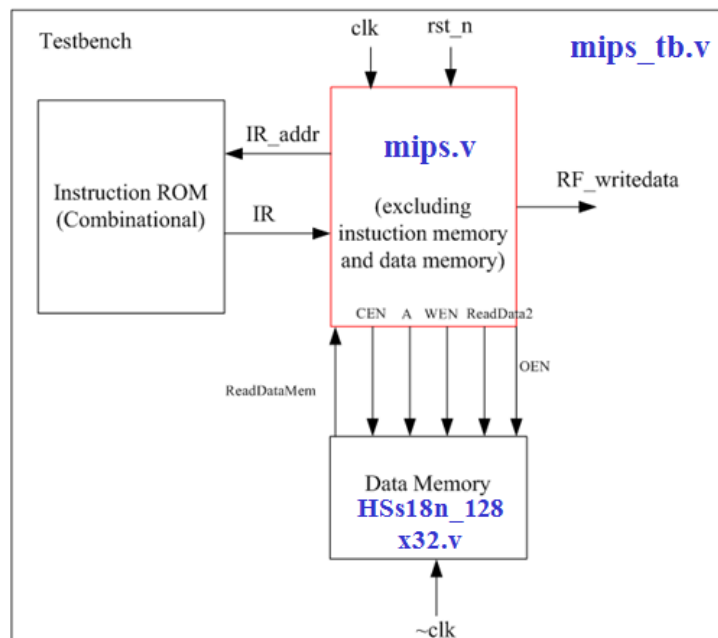 clk
rst_n
Testbench
mips_tb.v
IR_addr
mips.v
Instruction ROM
(Combinational)
IR
(excluding
instuction memory
and data memory)
RF_writedata
CEN
A
WEN
ReadData2
OEN
ReadDataMem
Data Memory
HSs18n_128
x32.v
~clk